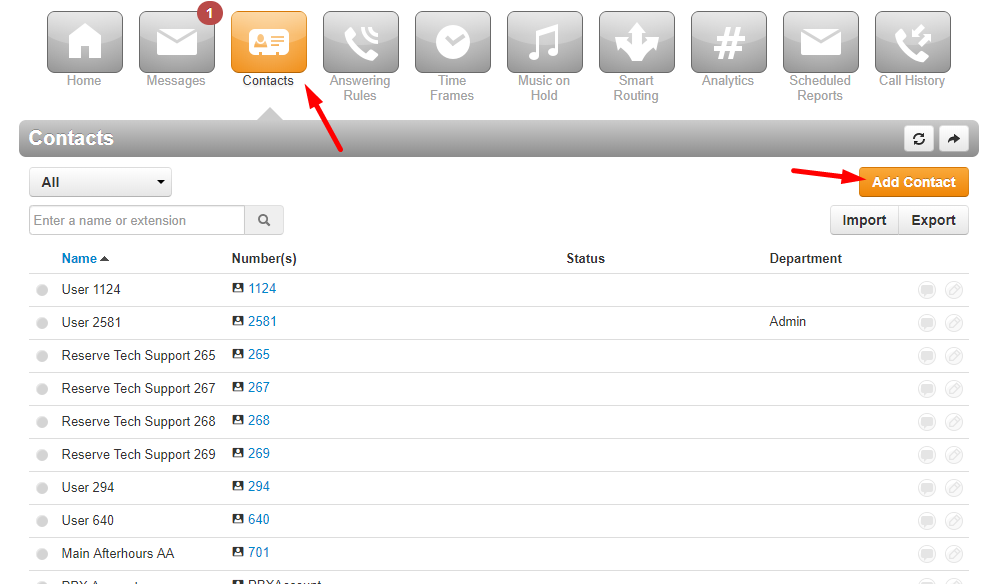 1
Home
Messages
Contacts
Answering
Rules
Time
Frames
Music on
Hold
Smart
Routing
Analytics
Scheduled
Reports
Call History
Contacts
All
Add Contact
Enter a name or extension
Import Export
Name Number(s) Status Department
User 1124 1124
User 2581 2581 Admin
Reserve Tech Support 265 265
Reserve Tech Support 267 267
Reserve Tech Support 268 268
Reserve Tech Support 269 269
User 294 294
User 640 640
Main Afterhours AA 701